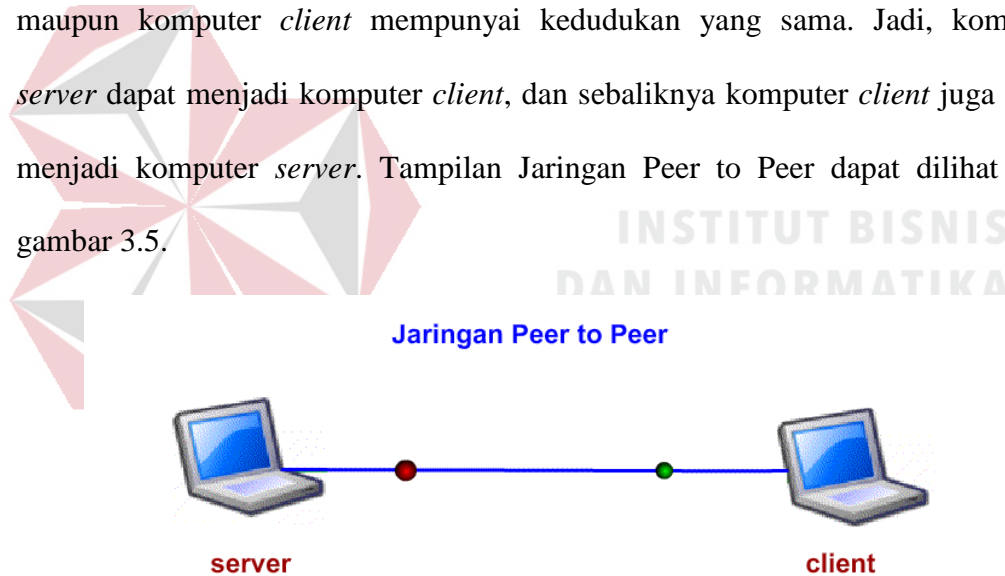 maupun komputer client mempunyai kedudukan yang sama. Jadi,
server dapat menjadi komputer client, dan sebaliknya komputer client juga
menjadi komputer server. Tampilan Jaringan Peer to Peer dapat dilihat
gambar 3.5.
INSTITUT BISNIS
DAN INFORMATIKA
Jaringan Peer to Peer
server
client